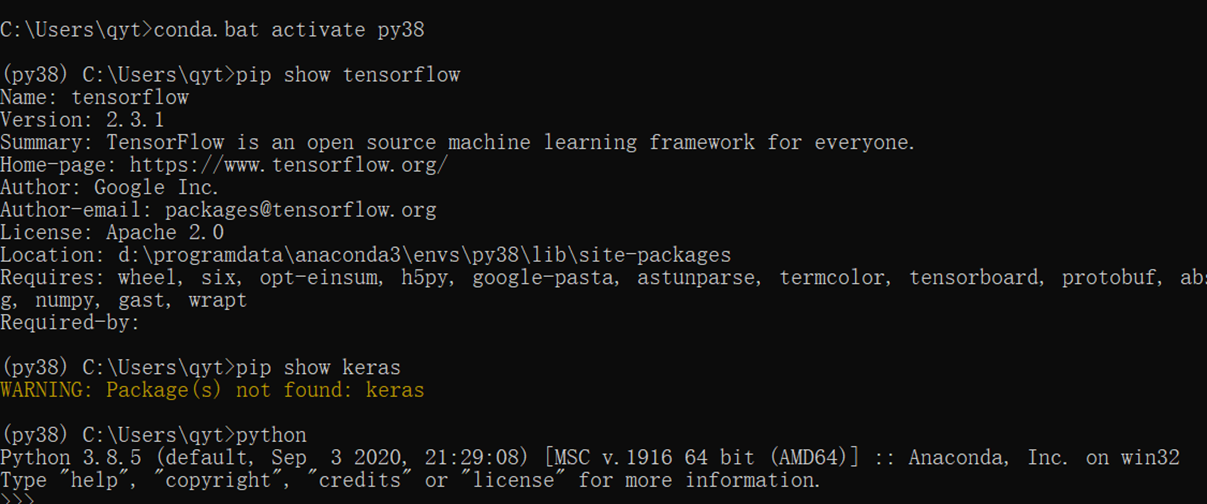 C:\Users\qyt>conda.bat activate py38
(py38) C:\Users\qyt>pip show tensorflow
Name: tensorflow
Version: 2.3.1
Summary: TensorFlow is an open source machine learning framework for everyone.
Home-page: https://www.tensorflow.org/
Author: Google Inc.
Author-email: packages@tensorflow.org
License: Apache 2.0
Location: d:\programdata\anaconda3\envs\py38\lib\site-packages
Requires: wheel, six, opt-einsum, h5py, google-pasta, astunparse, termcolor, tensorboard, protobuf, abs
g, numpy, gast, wrapt
Required-by:
(py38) C:\Users\qyt>pip show keras
WARNING: Package(s) not found: keras
(py38) C:\Users\qyt>python
Python 3.8.5 (default, Sep  3 2020, 21:29:08) [MSC v.1916 64 bit (AMD64)] :: Anaconda, Inc. on win32
Type "help", "copyright", "credits" or "license" for more information.
>>>